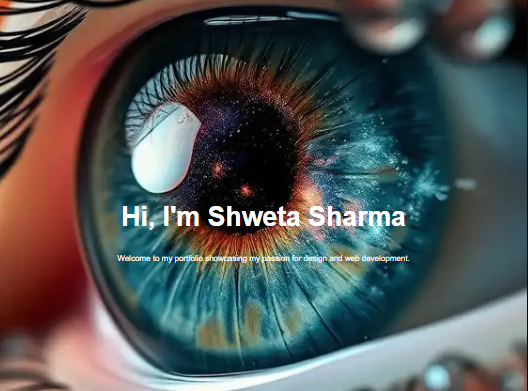 Hi, I'm Shweta Sharma
Welcome to my portfolio showcasing my passion for design and web development.